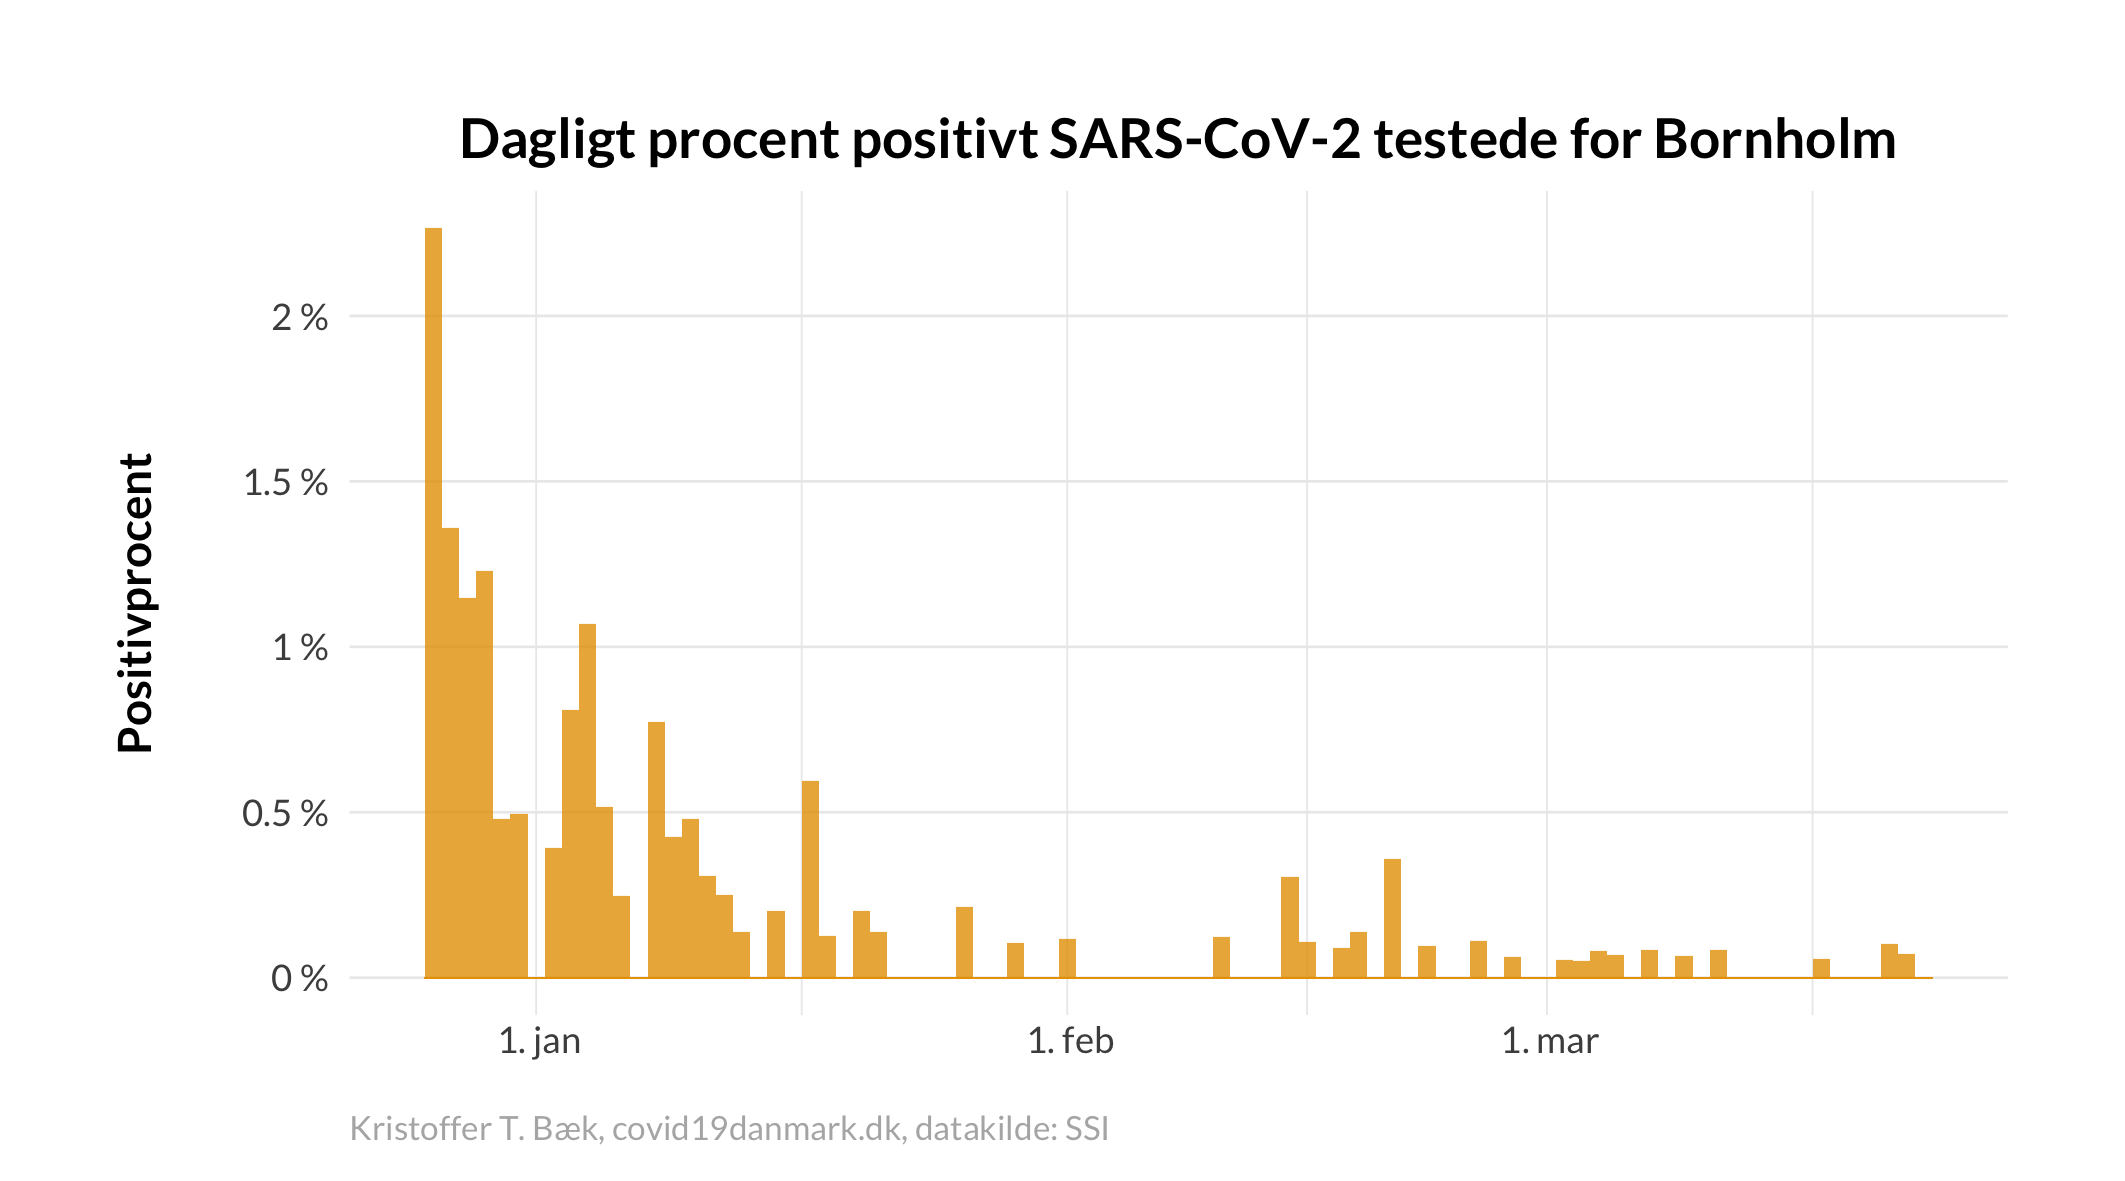 Dagligt procent positivt SARS-CoV-2 testede for Bornholm
Positivprocent
2 %
1.5 %
1 %
0.5 %
0 %
1. jan
1. feb
1. mar
Kristoffer T. Bæk, covid19danmark.dk, datakilde: SSI